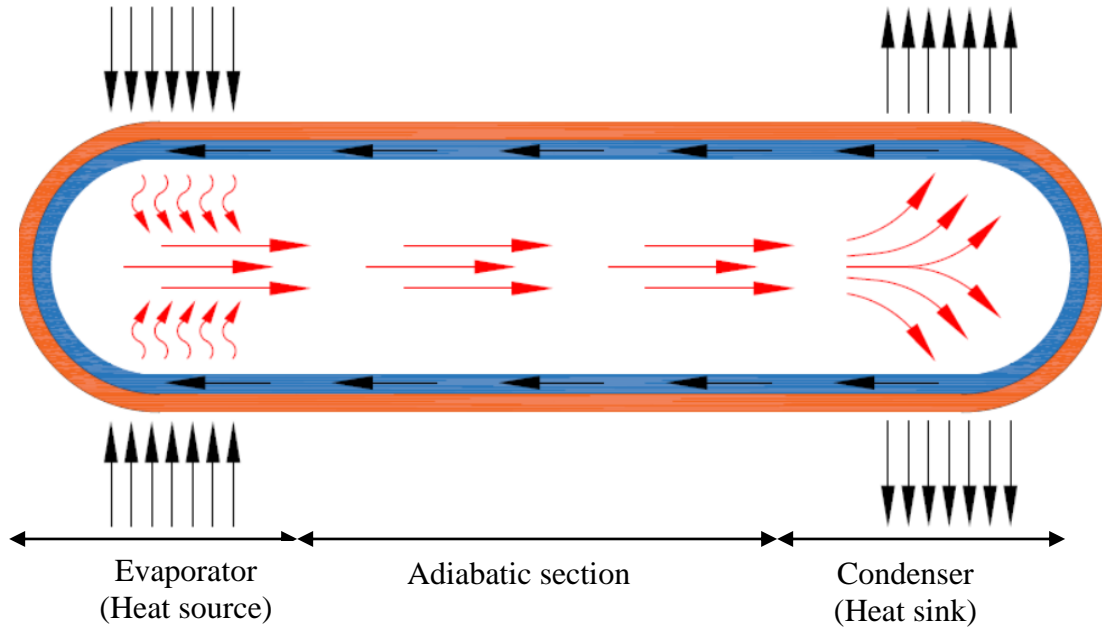 Evaporator
(Heat source)
Adiabatic section
Condenser
(Heat sink)